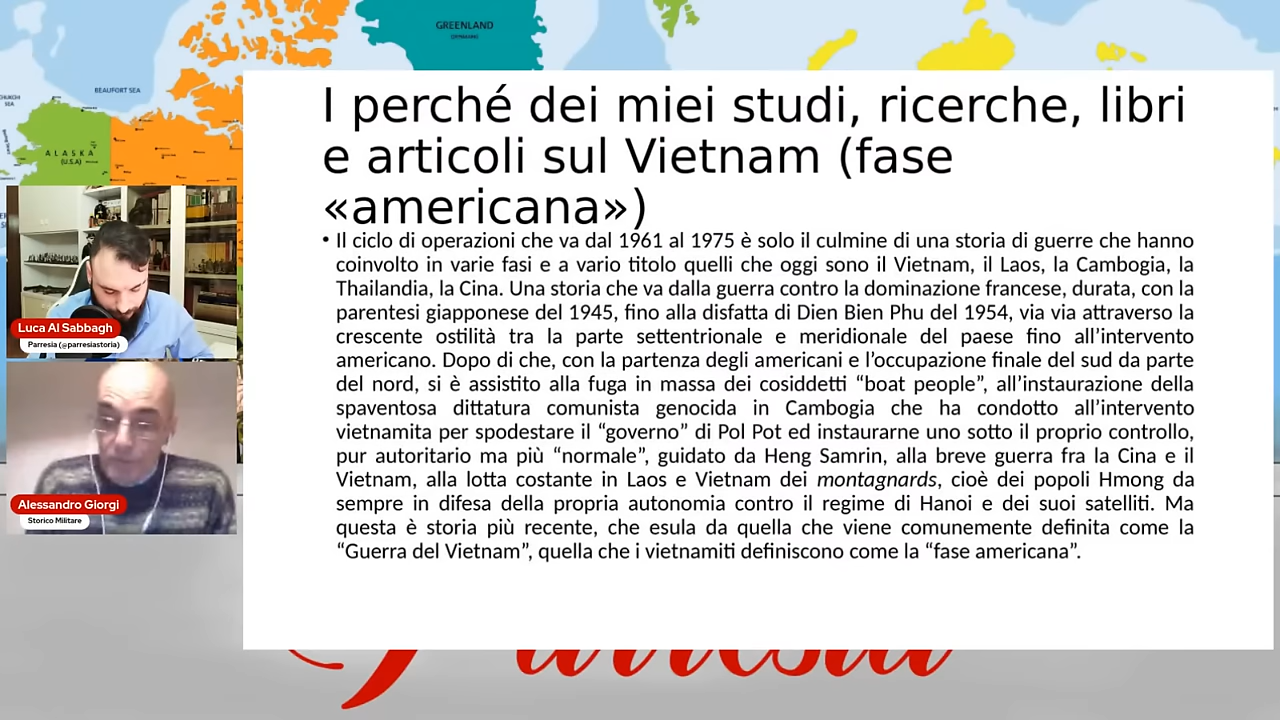 GREENLAND
(DENMARK)
BEAUFORT SEA
SEA
ALASKA
(U.S.A)
I perché dei miei studi, ricerche, libri
e articoli sul Vietnam (fase
«americana»)
• Il ciclo di operazioni che va dal 1961 al 1975 è solo il culmine di una storia di guerre che hanno
coinvolto in varie fasi e a vario titolo quelli che oggi sono il Vietnam, il Laos, la Cambogia, la
Thailandia, la Cina. Una storia che va dalla guerra contro la dominazione francese, durata, con la
parentesi giapponese del 1945, fino alla disfatta di Dien Bien Phu del 1954, via via attraverso la
crescente ostilità tra la parte settentrionale e meridionale del paese fino all’intervento
americano. Dopo di che, con la partenza degli americani e l’occupazione finale del sud da parte
del nord, si è assistito alla fuga in massa dei cosiddetti “boat people”, all’instaurazione della
spaventosa dittatura comunista genocida in Cambogia che ha condotto all’intervento
vietnamita per spodestare il “governo” di Pol Pot ed instaurarne uno sotto il proprio controllo,
pur autoritario ma più “normale”, guidato da Heng Samrin, alla breve guerra fra la Cina e il
Vietnam, alla lotta costante in Laos e Vietnam dei montagnards, cioè dei popoli Hmong da
sempre in difesa della propria autonomia contro il regime di Hanoi e dei suoi satelliti. Ma
questa è storia più recente, che esula da quella che viene comunemente definita come la
“Guerra del Vietnam”, quella che i vietnamiti definiscono come la “fase americana”.
Luca Al Sabbagh
Parresia (@parresiastoria)
Alessandro Giorgi
Storico Militare
Parresia